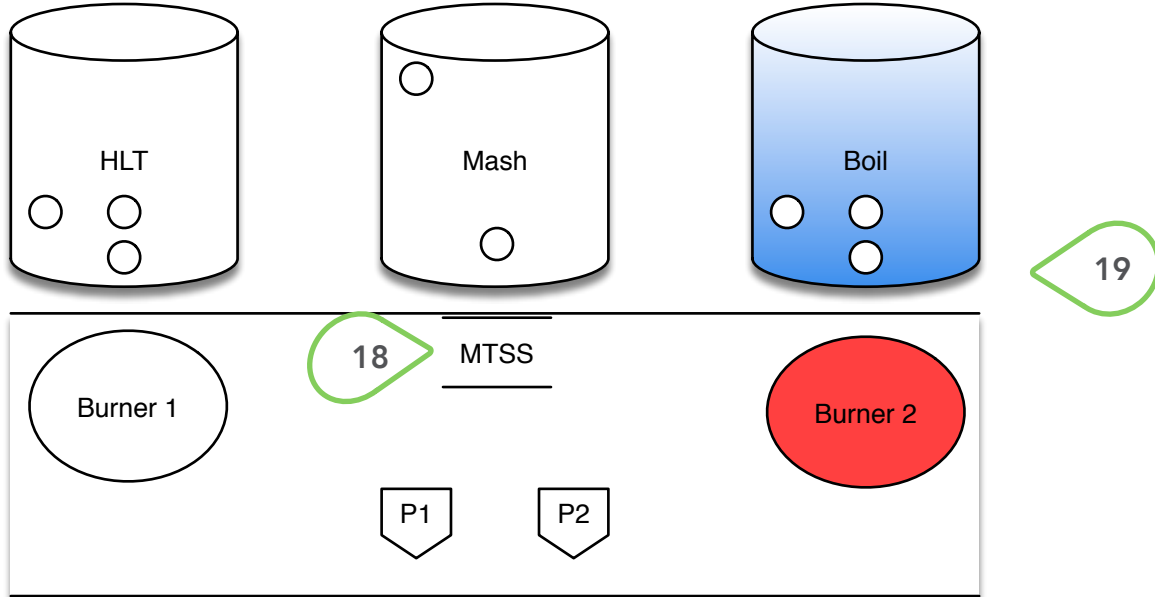 HLT
Mash
Boil
19
18
MTSS
Burner 1
Burner 2
P1
P2